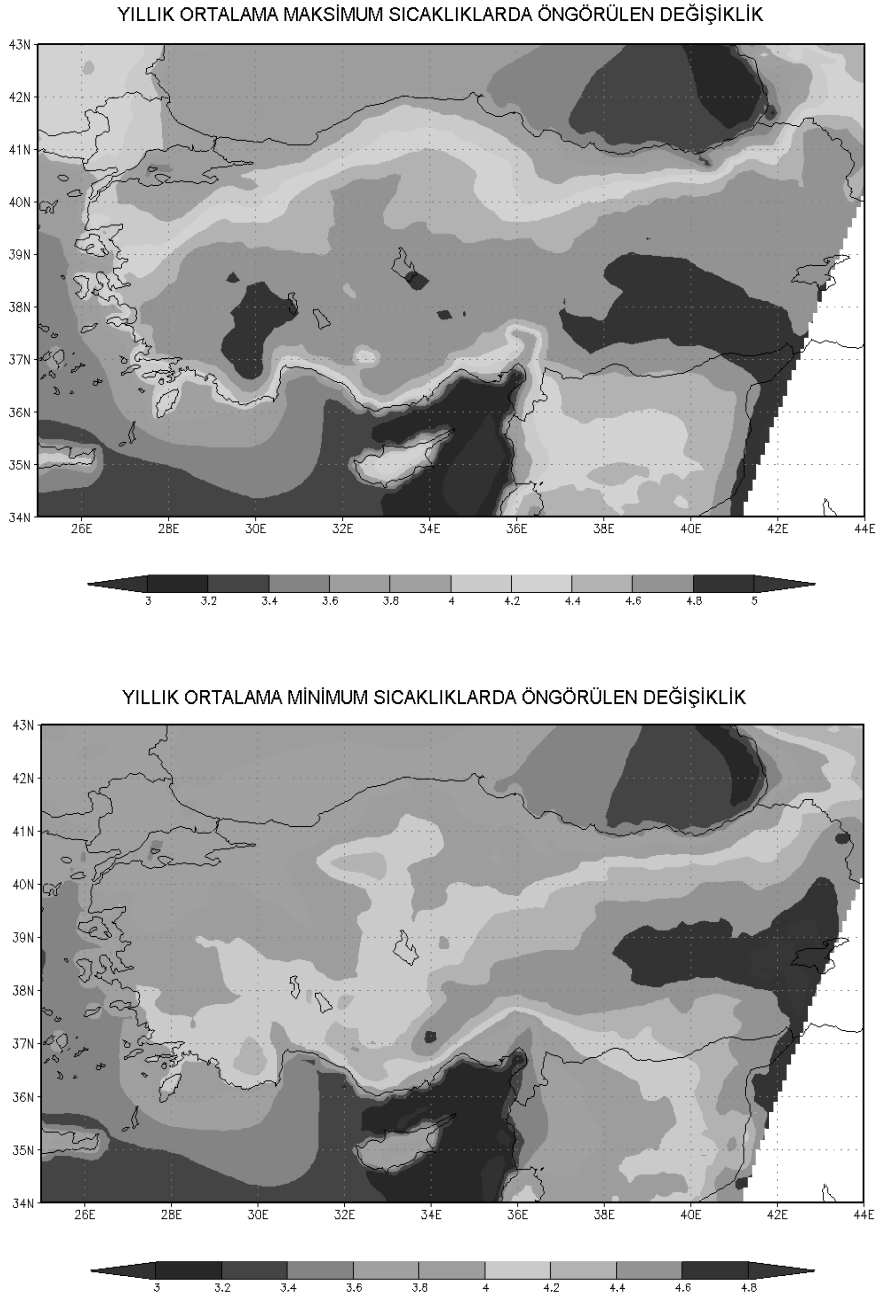 YILLIK ORTALAMA MAKSİMUM SICAKLIKLARDA ÖNGÖRÜLEN DEĞİŞİKLİK
43N
42N
41N
40N
39N
38N
37N
36N
35N
34N
26E 28E 30E 32E 34E 36E 38E 40E 42E 44E
3 3.2 3.4 3.6 3.8 4 4.2 4.4 4.6 4.8 5
YILLIK ORTALAMA MİNİMUM SICAKLIKLARDA ÖNGÖRÜLEN DEĞİŞİKLİK
43N
42N
41N
40N
39N
38N
37N
36N
35N
34N
26E 28E 30E 32E 34E 36E 38E 40E 42E 44E
3 3.2 3.4 3.6 3.8 4 4.2 4.4 4.6 4.8